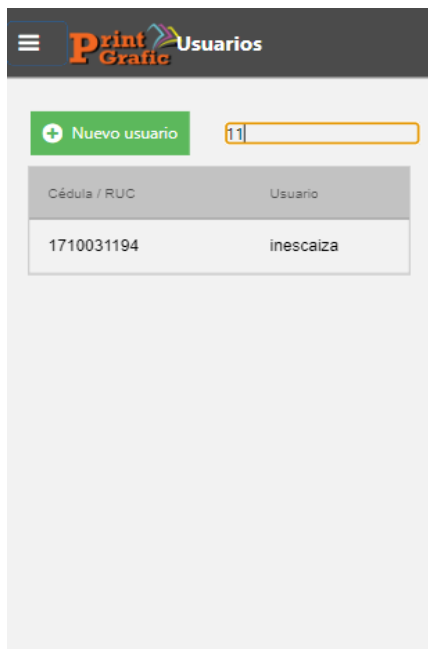 Print Grafic Usuarios
Nuevo usuario 11
Cédula / RUC Usuario
1710031194 inescaiza